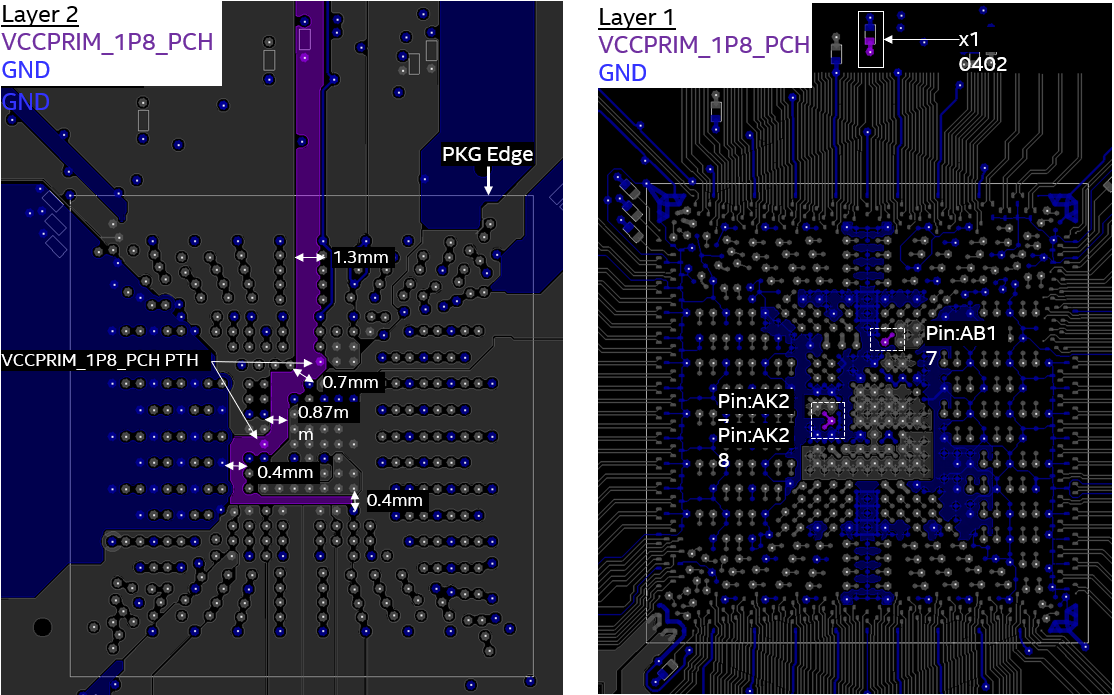 Layer 2
VCCPRIM_1P8_PCH
GND
GND
PKG Edge
1.3mm
VCCPRIM_1P8_PCH PTH
0.7mm
0.87m
m
0.4mm
0.4mm
Layer 1
VCCPRIM_1P8_PCH
GND
x1
0402
Pin:AB1
7
Pin:AK2
7
Pin:AK2
8